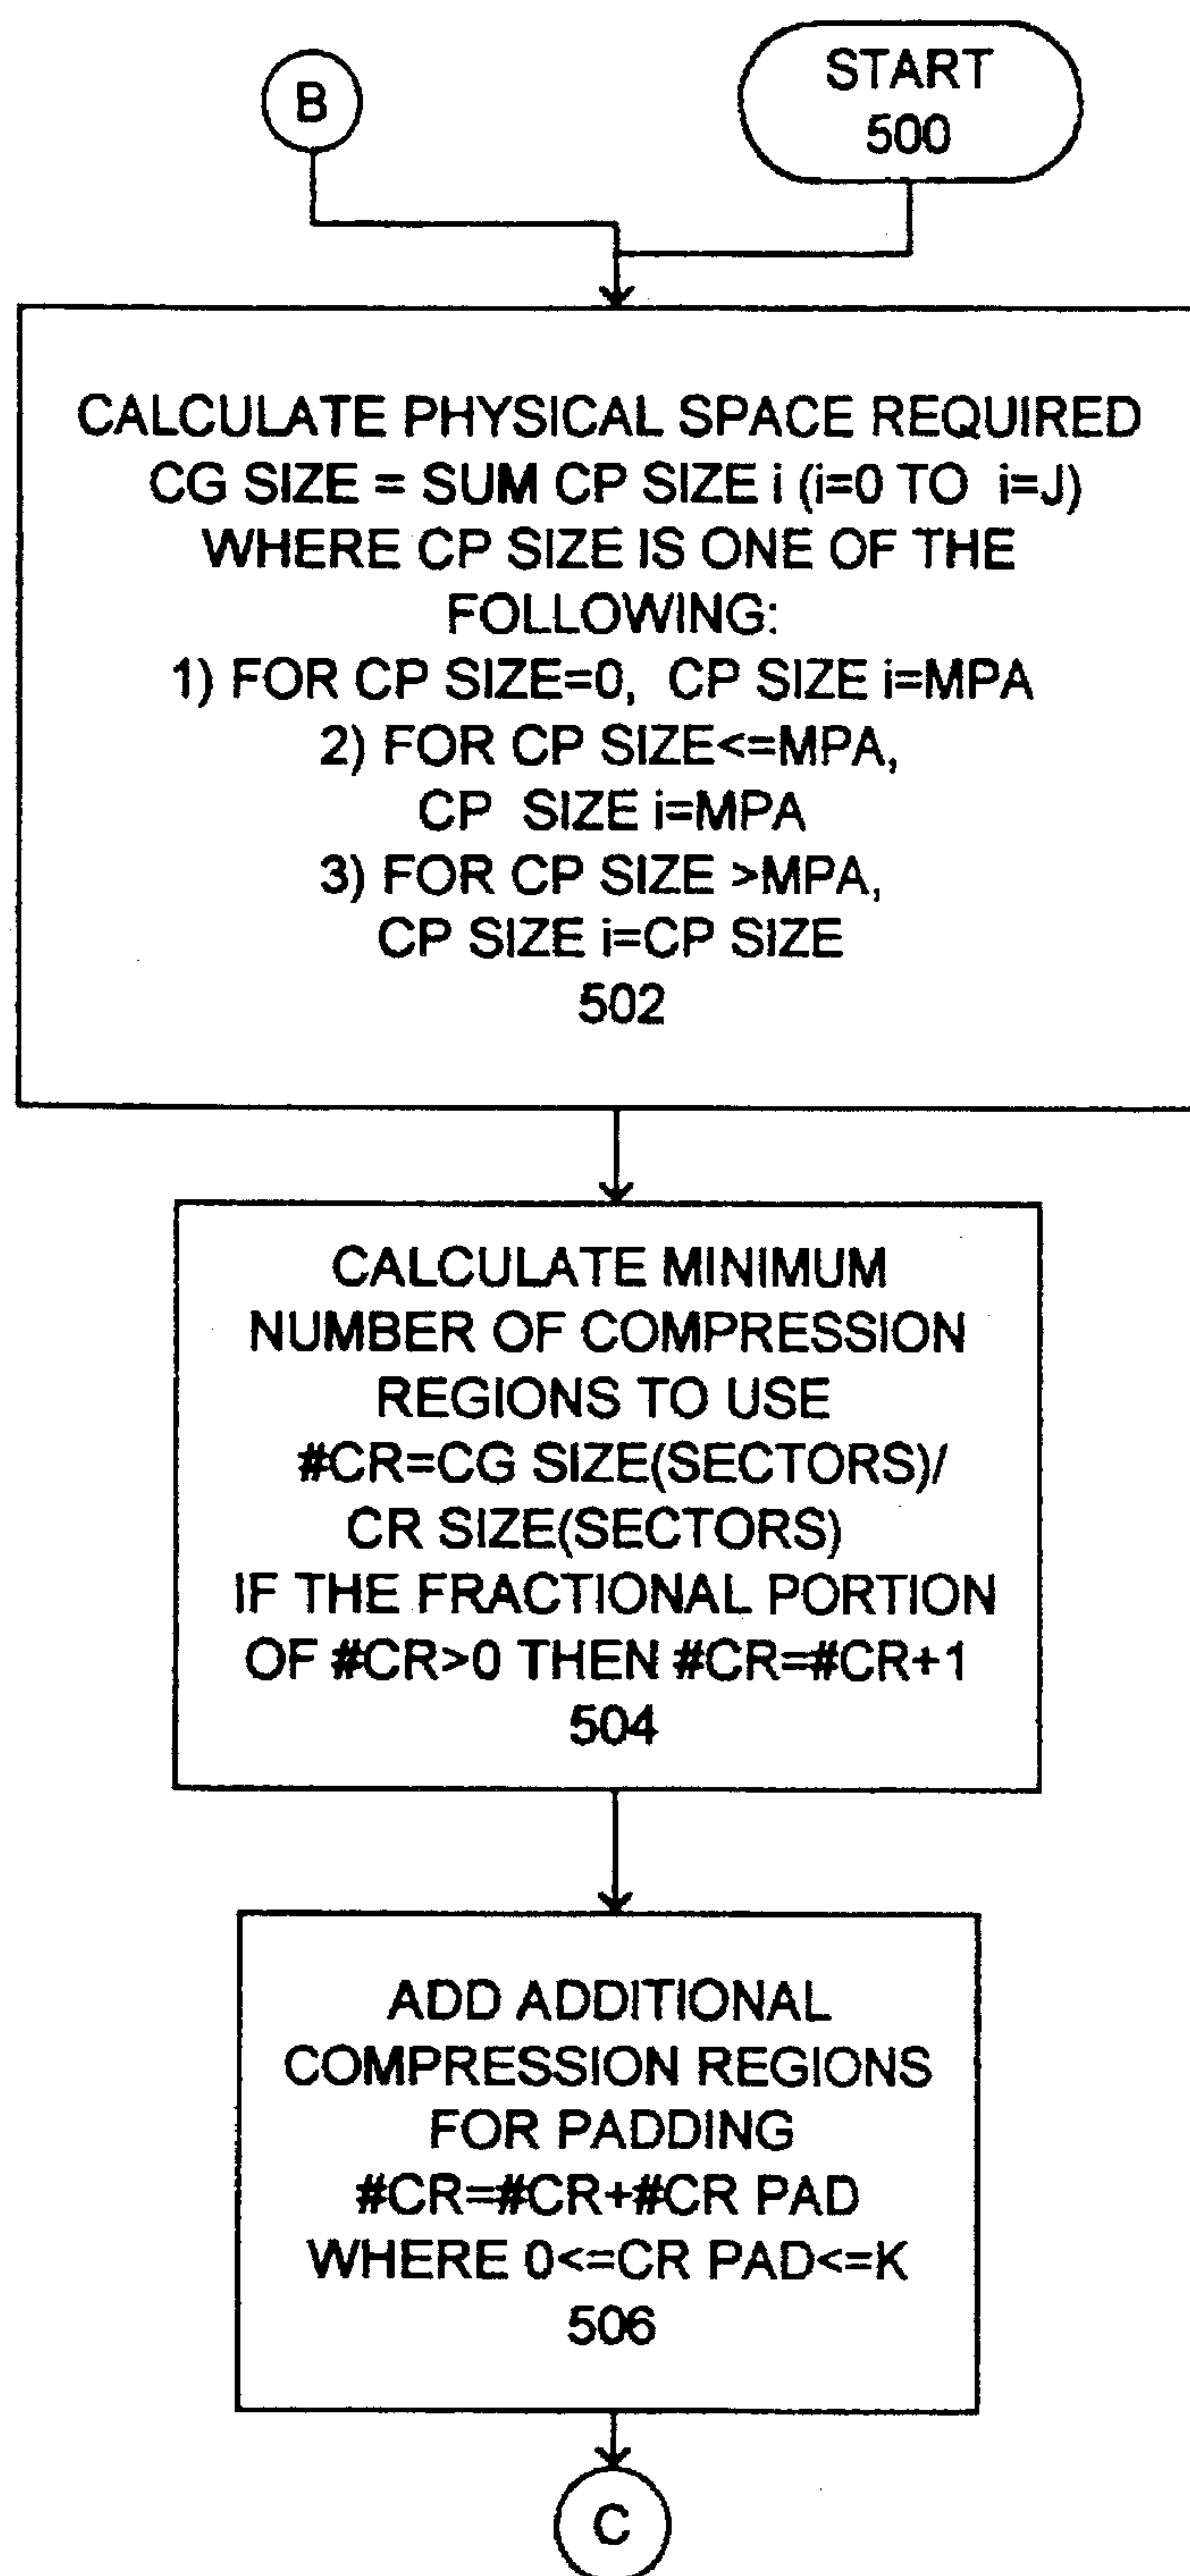 B
START
500
CALCULATE PHYSICAL SPACE REQUIRED
CG SIZE = SUM CP SIZE i (i=0 TO i=J)
WHERE CP SIZE IS ONE OF THE
FOLLOWING:
1) FOR CP SIZE=0, CP SIZE i=MPA
2) FOR CP SIZE<=MPA,
CP SIZE i=MPA
3) FOR CP SIZE >MPA,
CP SIZE i=CP SIZE
502
CALCULATE MINIMUM
NUMBER OF COMPRESSION
REGIONS TO USE
#CR=CG SIZE(SECTORS)/
CR SIZE(SECTORS)
IF THE FRACTIONAL PORTION
OF #CR>0 THEN #CR=#CR+1
504
ADD ADDITIONAL
COMPRESSION REGIONS
FOR PADDING
#CR=#CR+#CR PAD
WHERE 0<=CR PAD<=K
506
C